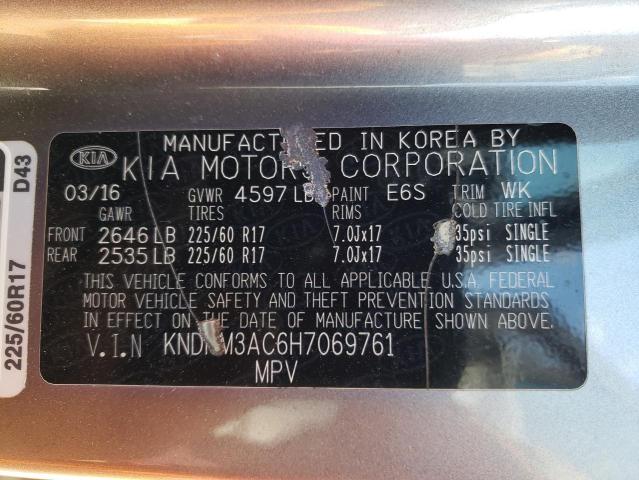 MANUFACTURED IN KOREA BY
KIA KIA MOTORS CORPORATION
03/16 GVWR 4597 LB PAINT E6S TRIM WK
GAWR TIRES RIMS COLD TIRE INFL
FRONT 2646 LB 225/60 R17 7.0Jx17 35psi SINGLE
REAR 2535 LB 225/60 R17 7.0Jx17 35psi SINGLE
THIS VEHICLE CONFORMS TO ALL APPLICABLE U.S.A. FEDERAL
MOTOR VEHICLE SAFETY AND THEFT PREVENTION STANDARDS
IN EFFECT ON THE DATE OF MANUFACTURE SHOWN ABOVE.
V.I.N KNDPM3AC6H7069761
MPV
225/60R17 D43